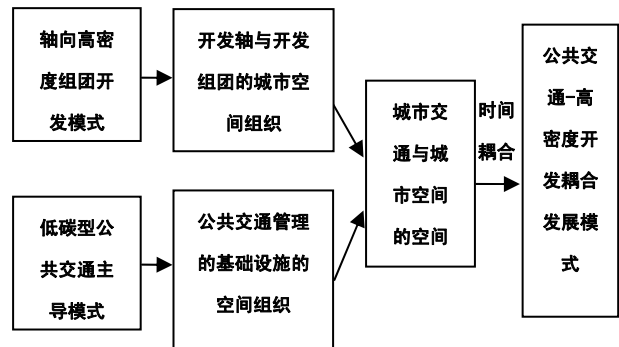 轴向高密
度组团开
发模式
开发轴与开发
组团的城市空
间组织
低碳型公
共交通主
导模式
公共交通管理
的基础设施的
空间组织
城市交
通与城
市空间
的空间
时间
耦合
公共交
通-高
密度开
发耦合
发展模
式